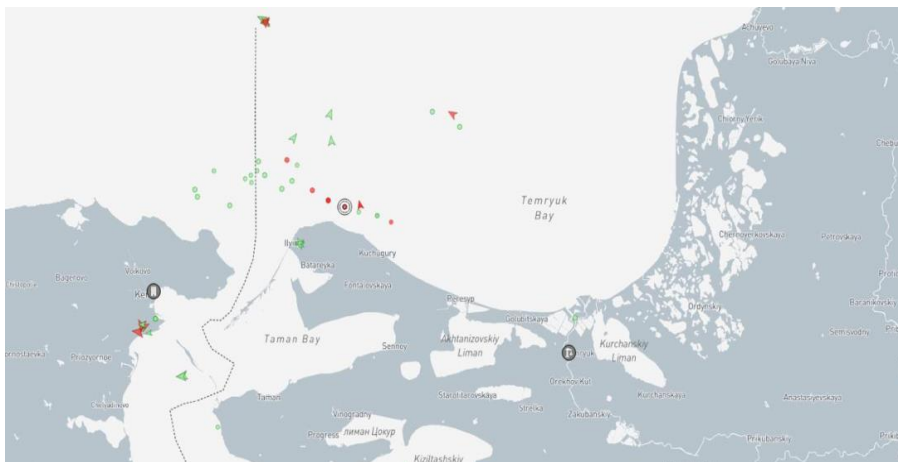 Achuyevo
Golubaya Niva
Chiorny Yerik
Temryuk
Bay
Chernoyerkovskaya
Petrovskaya
Kuchugury
Batareyka
Fontalovskaya
Volkovo
Bagerovo
Baranikovskiy
Ordynskiy
Peresyp
Golubitskaya
Semisvodny
Taman Bay
Sennoy
Akhtanizovskiy
Liman
Kurchanskiy
Liman
Orekhov Kut
Kurchanskaya
Taman
Starotitarovskaya
Anastasiyevskaya
Strelka
Vinogradny
Zakubanskiy
Progress
лиман Цокур
Prikubanskiy
Kiziltashskiy